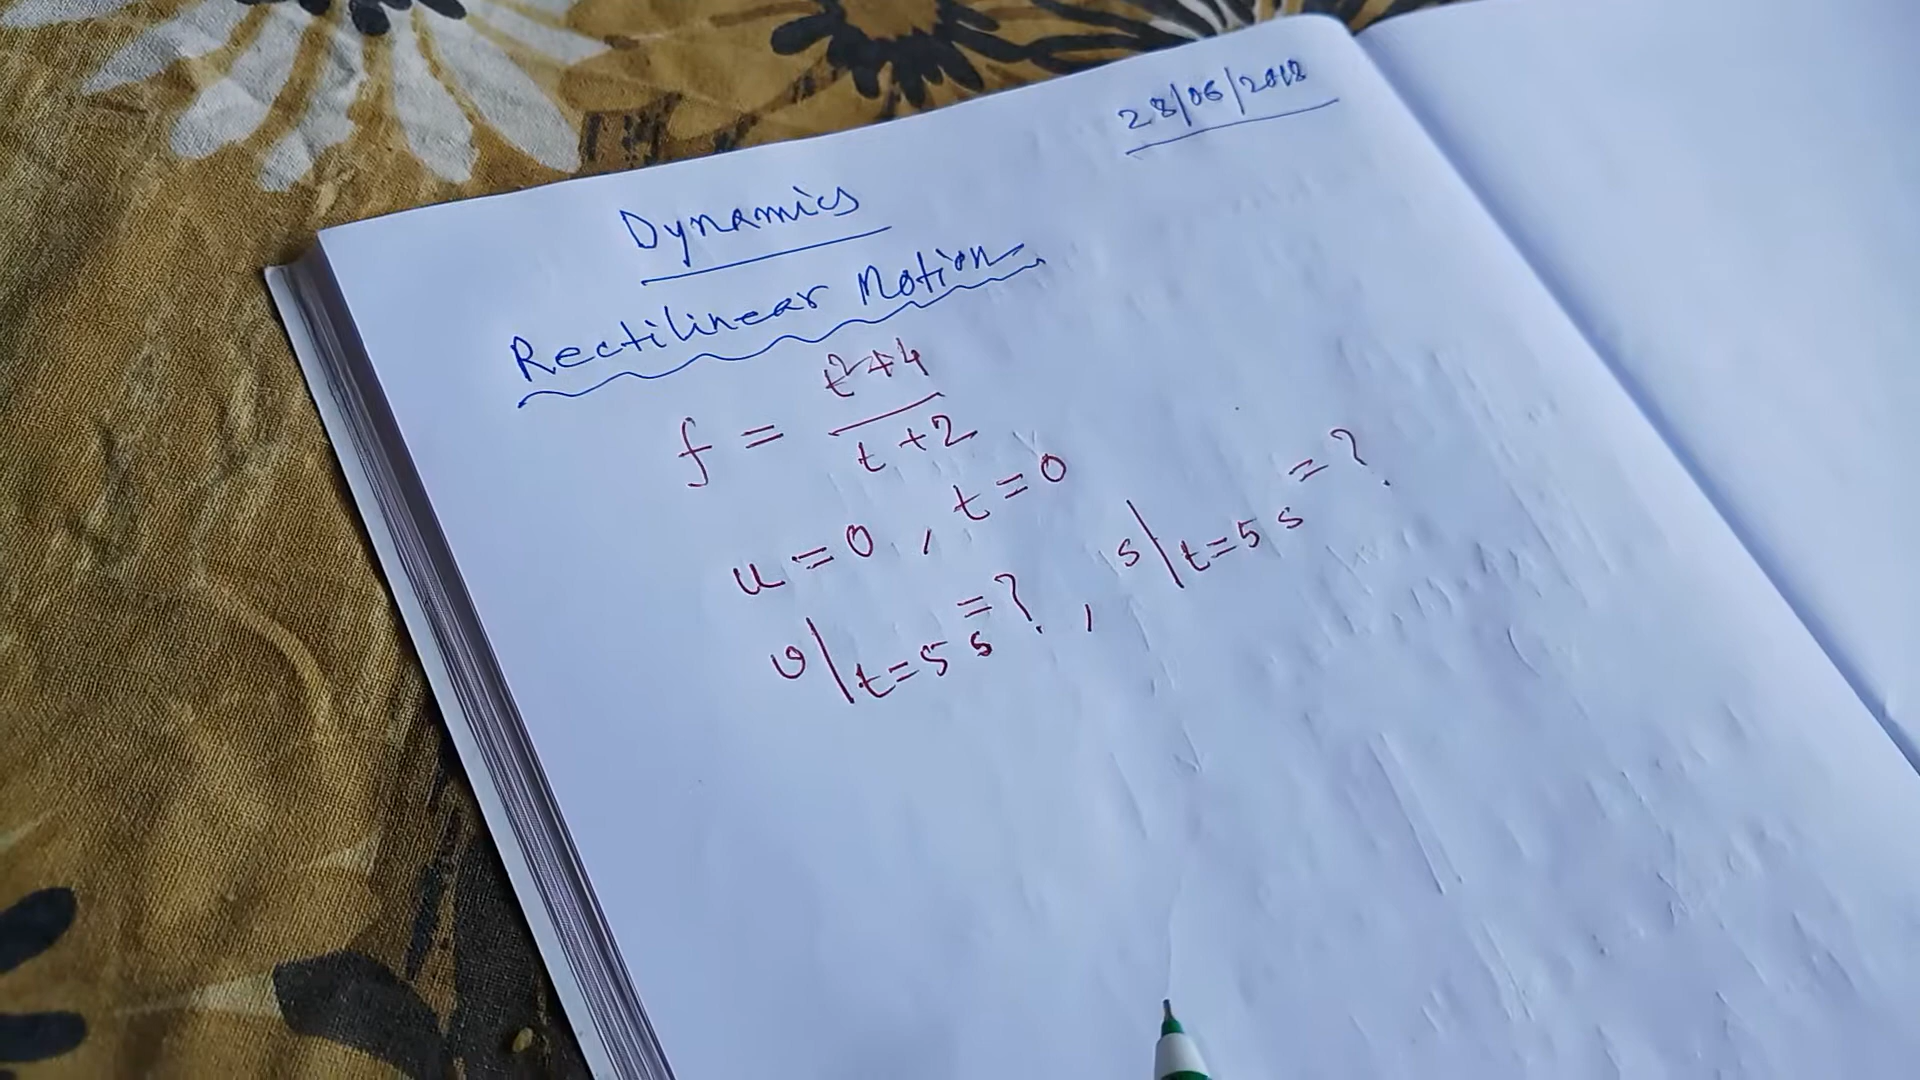 28/06/2018
Dynamics
Rectilinear Motion
f = t²+4 / t+2
u = 0 , t = 0
v|t=5 s = ? , s|t=5 s = ?